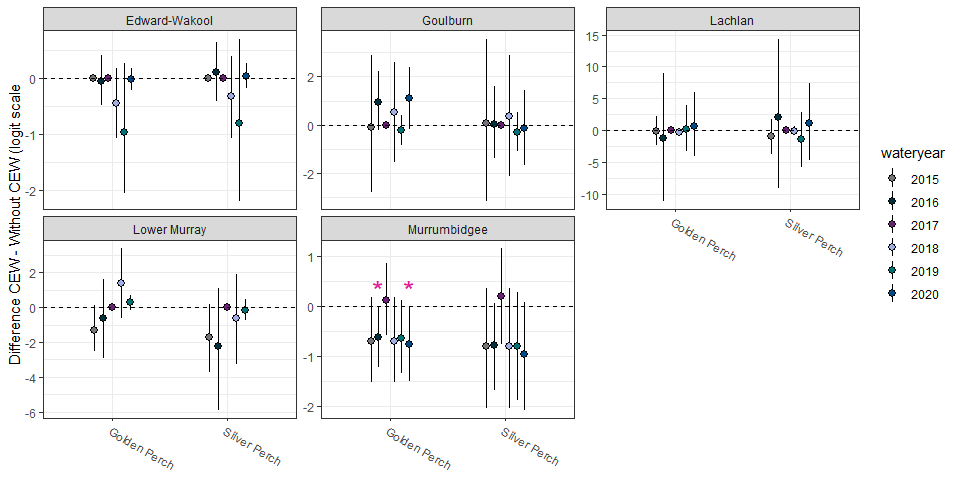 Edward-Wakool
Goulburn
Lachlan
Difference CEW - Without CEW (logit scale
0
-1
-2
2
0
-2
15
10
5
0
-5
-10
Golden Perch
Silver Perch
Lower Murray
Murrumbidgee
2
0
-2
-4
-6
1
0
-1
-2
*
*
Golden Perch
Silver Perch
Golden Perch
Silver Perch
wateryear
2015
2016
2017
2018
2019
2020